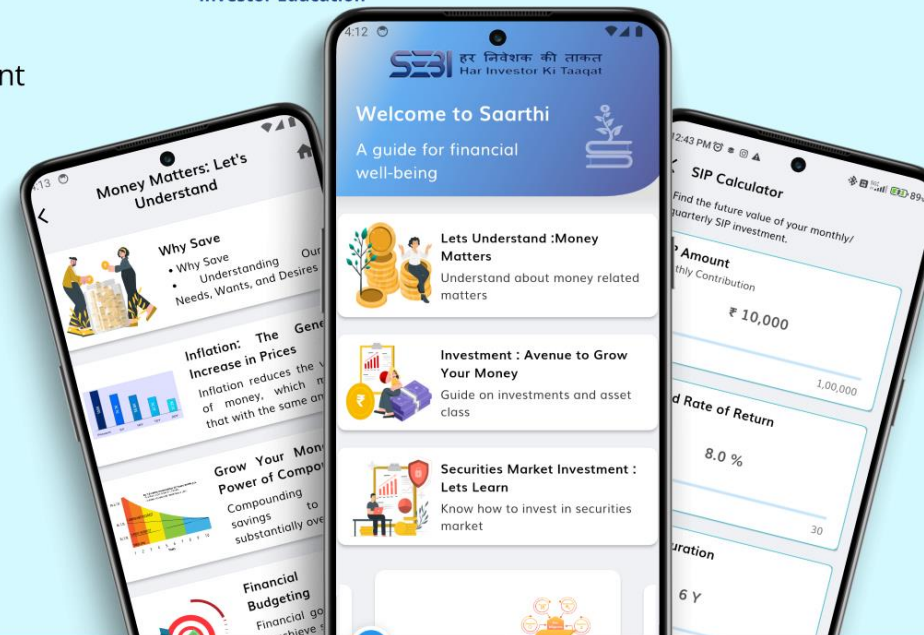 Investor Education
nt
4:13
Money Matters: Let's
Understand
Why Save
• Why Save
• Understanding Our
Needs, Wants, and Desires
Inflation: The Gene
Increase in Prices
Inflation reduces the
of money, which
that with the same an
Grow Your Mon
Power of Compo
Compounding
savings to
substantially ove
Financial
Budgeting
Financial go
4:12
SEBI हर निवेशक की ताकत
Har Investor Ki Taaqat
Welcome to Saarthi
A guide for financial
well-being
Lets Understand :Money
Matters
Understand about money related
matters
Investment : Avenue to Grow
Your Money
Guide on investments and asset
class
Securities Market Investment :
Lets Learn
Know how to invest in securities
market
12:43 PM
SIP Calculator
Find the future value of your monthly/
quarterly SIP investment.
Amount
thly Contribution
₹ 10,000
1,00,000
d Rate of Return
8.0 %
30
uration
6 Y